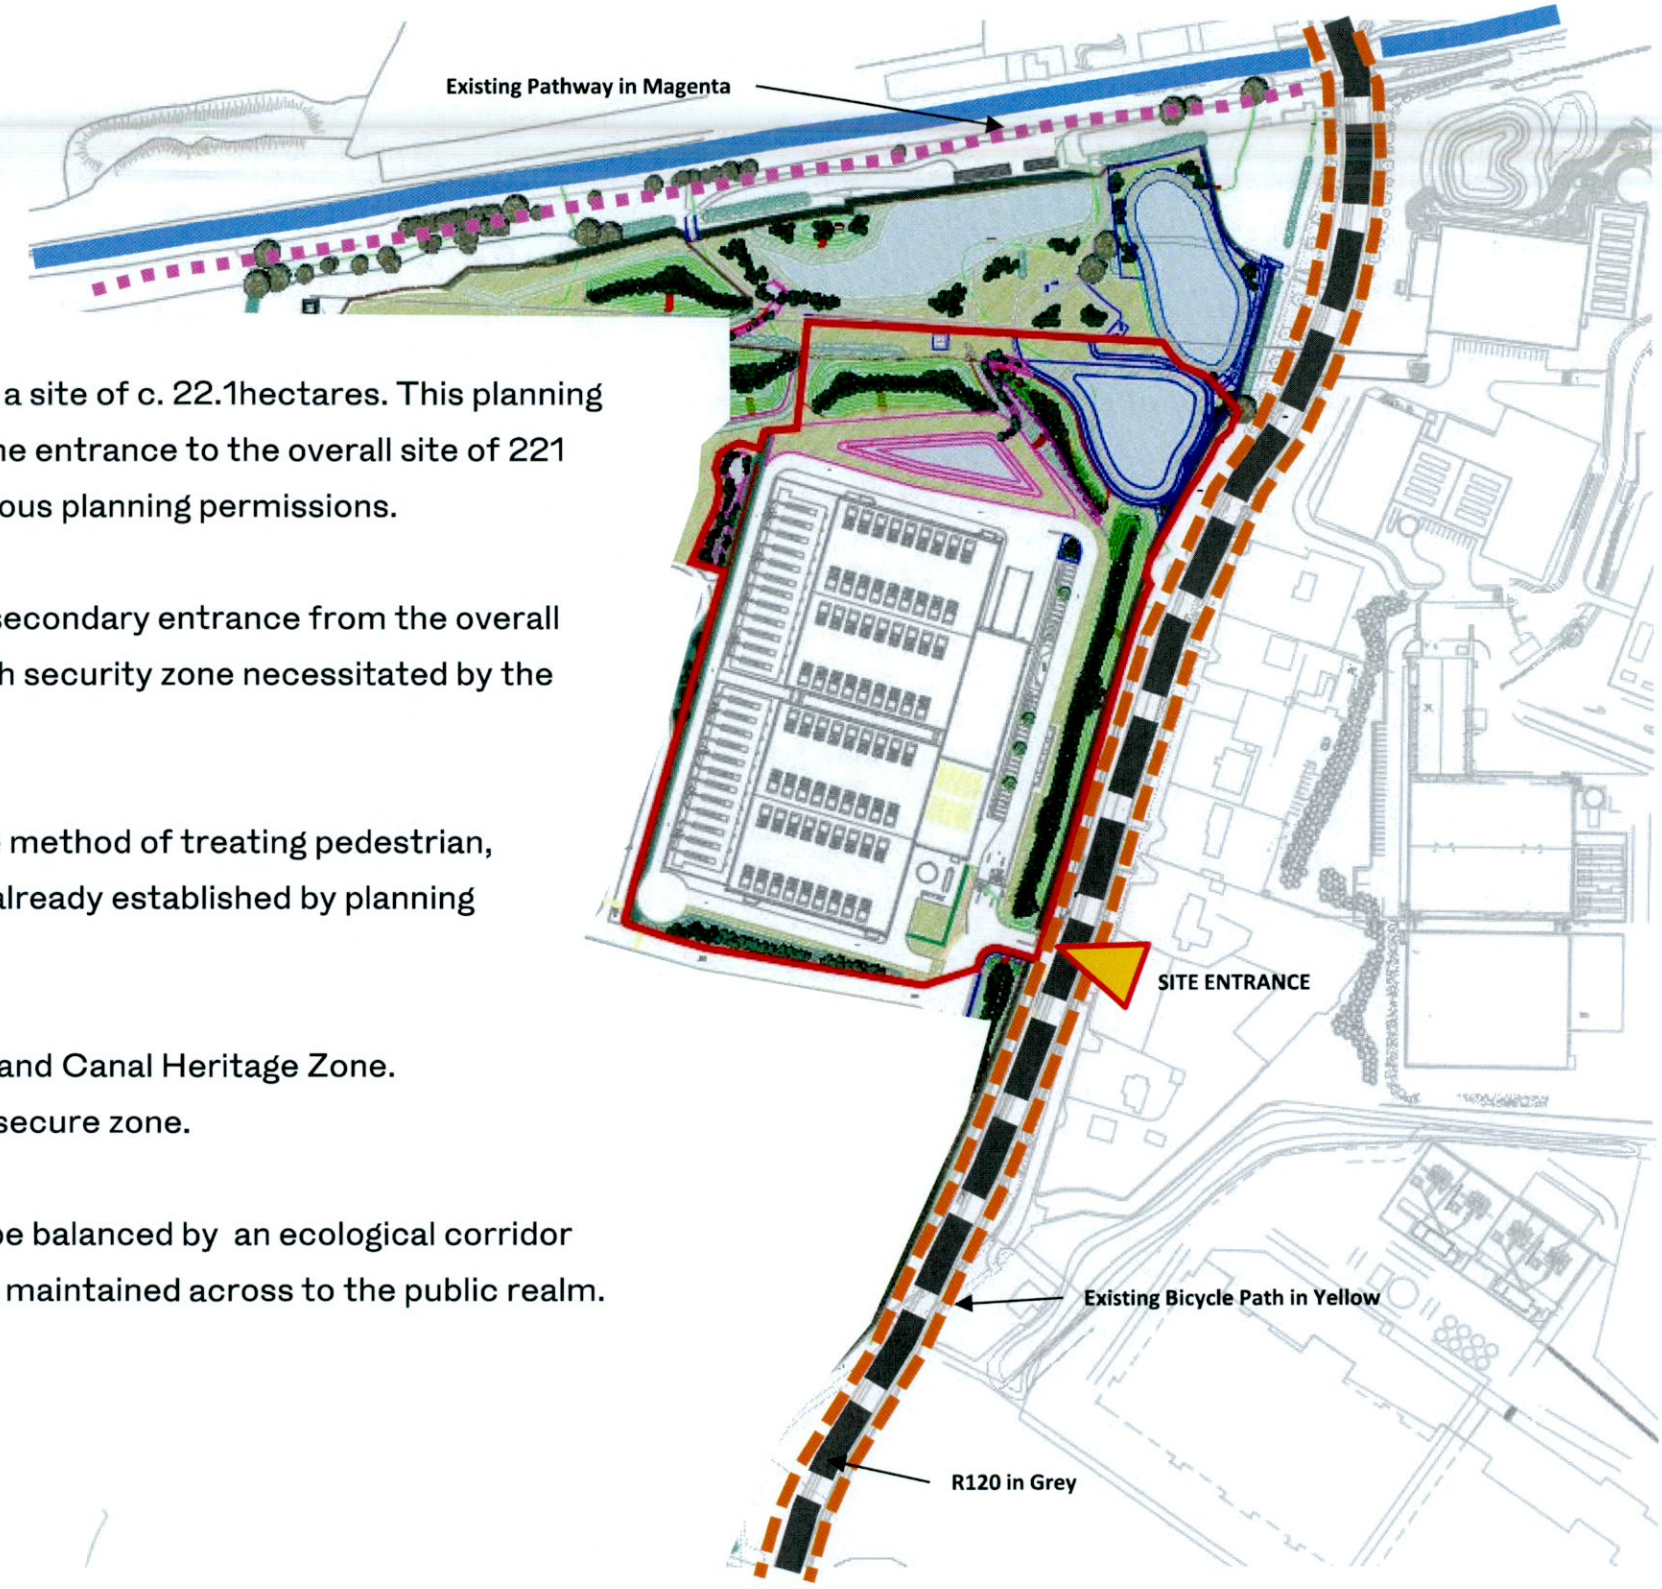 Existing Pathway in Magenta
a site of c. 22.1hectares. This planning
ne entrance to the overall site of 221
ous planning permissions.
secondary entrance from the overall
h security zone necessitated by the
method of treating pedestrian,
already established by planning
SITE ENTRANCE
and Canal Heritage Zone.
secure zone.
be balanced by an ecological corridor
maintained across to the public realm.
Existing Bicycle Path in Yellow
R120 in Grey